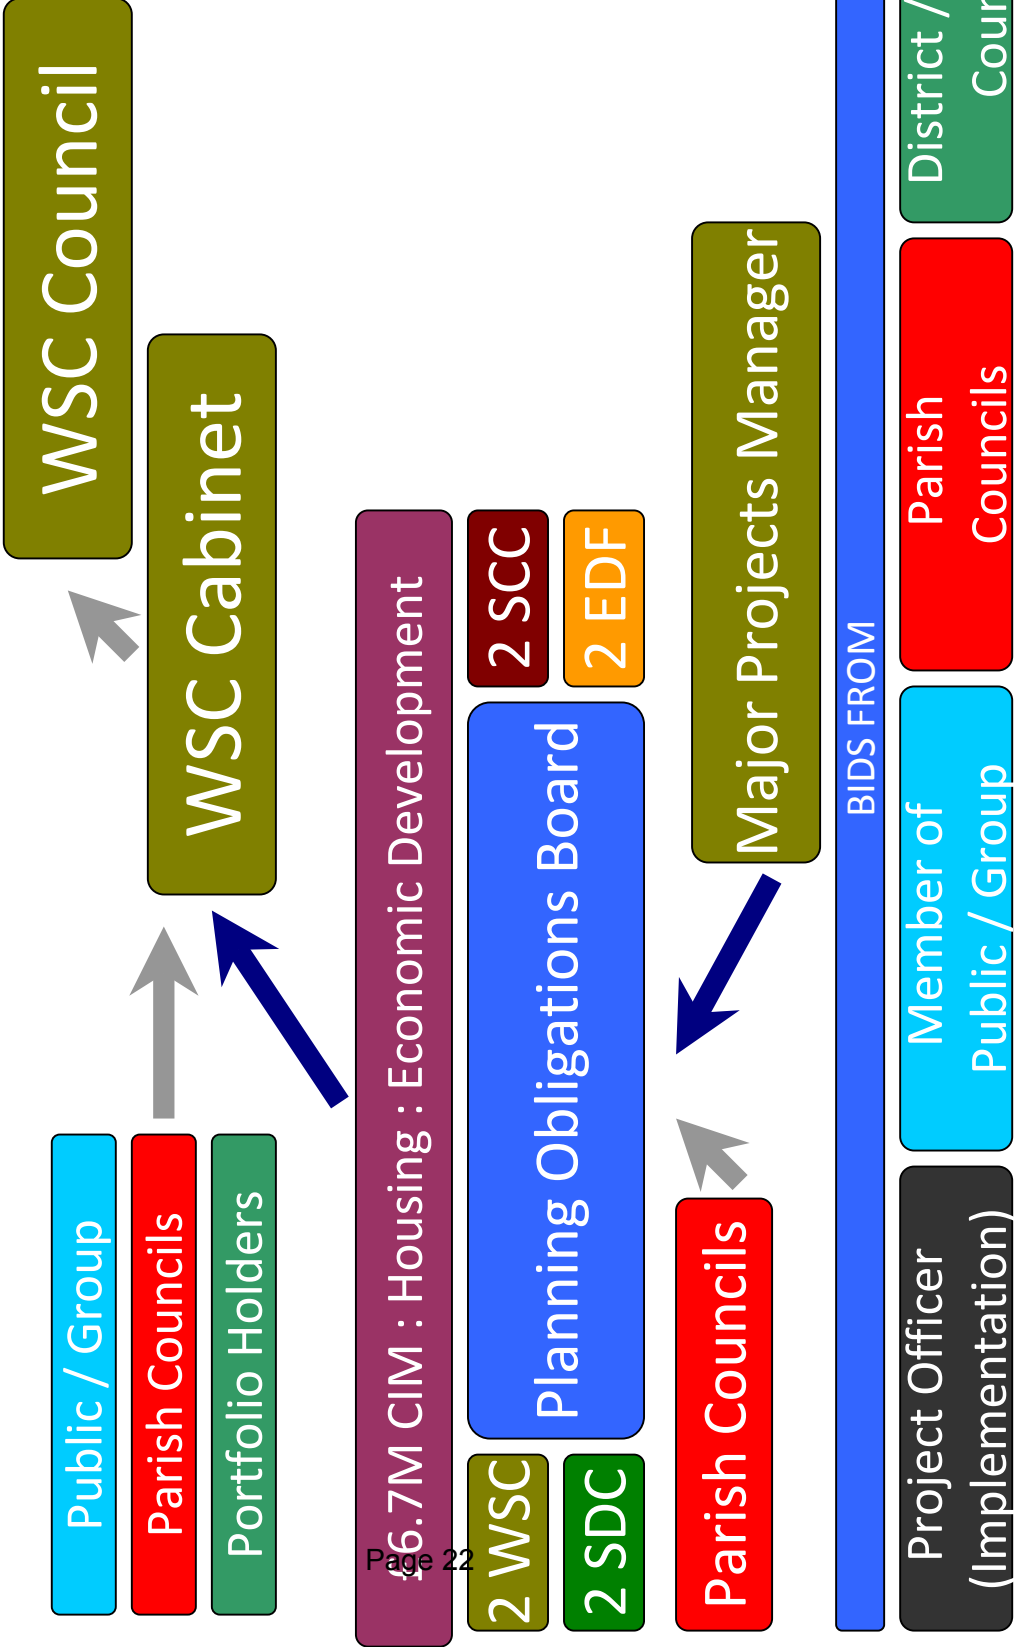 WSC Council
WSC Cabinet
Public / Group
Parish Councils
Portfolio Holders
£6.7M CIM : Housing : Economic Development
2 WSC
2 SDC
Planning Obligations Board
2 SCC
2 EDF
Parish Councils
Major Projects Manager
BIDS FROM
Project Officer
(Implementation)
Member of
Public / Group
Parish
Councils
District /
Page 22